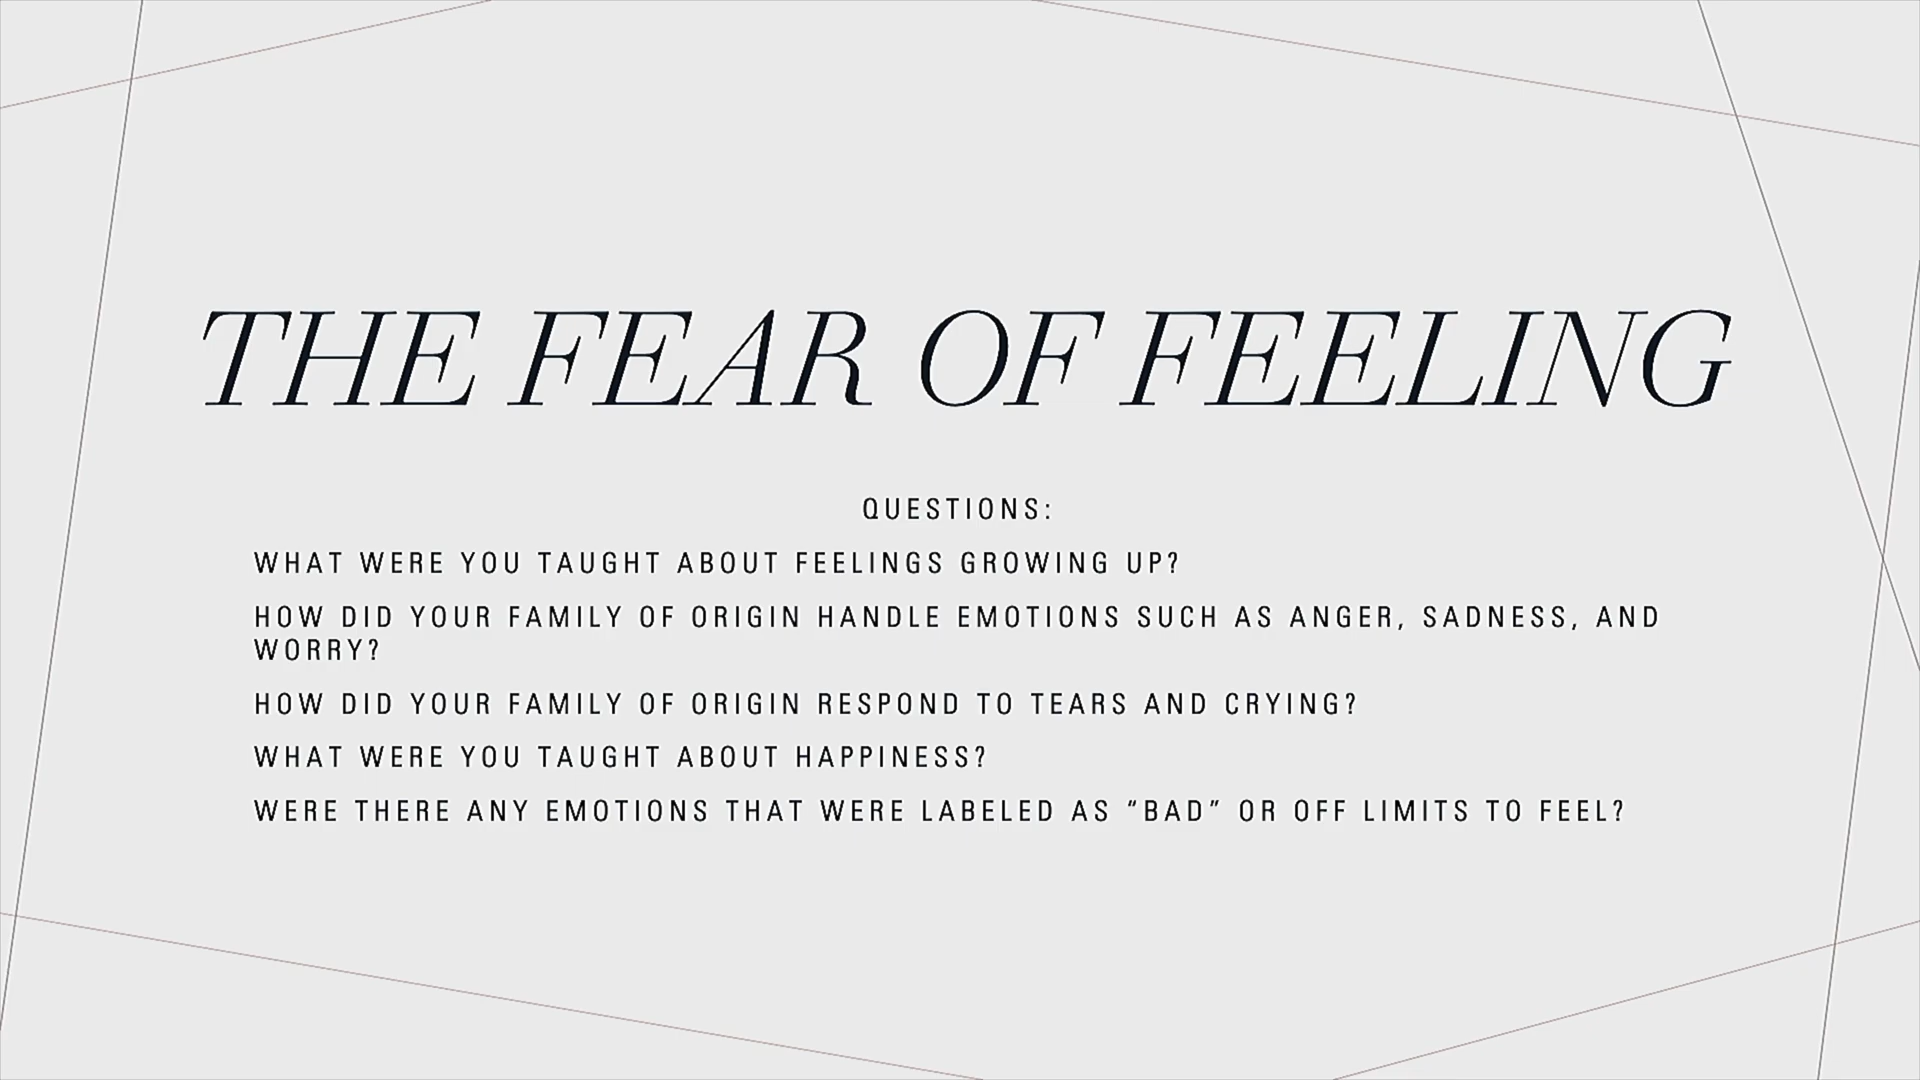 THE FEAR OF FEELING
QUESTIONS:
WHAT WERE YOU TAUGHT ABOUT FEELINGS GROWING UP?
HOW DID YOUR FAMILY OF ORIGIN HANDLE EMOTIONS SUCH AS ANGER, SADNESS, AND
WORRY?
HOW DID YOUR FAMILY OF ORIGIN RESPOND TO TEARS AND CRYING?
WHAT WERE YOU TAUGHT ABOUT HAPPINESS?
WERE THERE ANY EMOTIONS THAT WERE LABELED AS “BAD” OR OFF LIMITS TO FEEL?